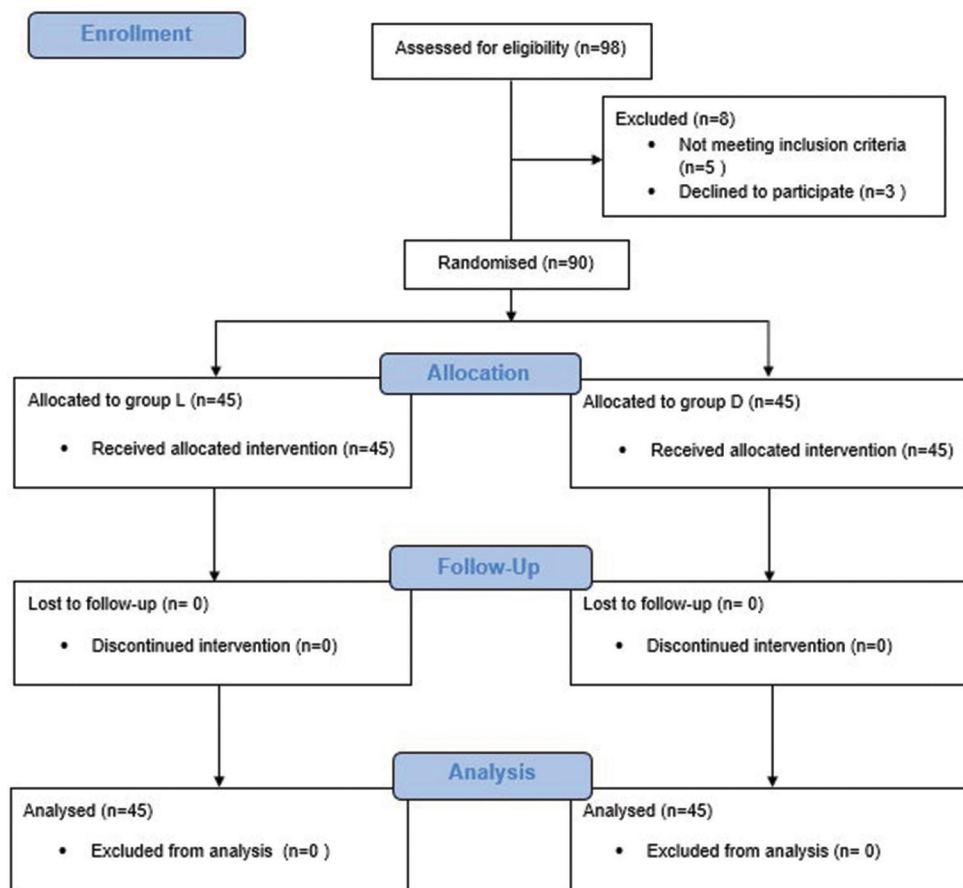 Enrollment
Assessed for eligibility (n=98)
Excluded (n=8)
• Not meeting inclusion criteria
(n=5 )
• Declined to participate (n=3 )
Randomised (n=90)
Allocation
Allocated to group L (n=45)
• Received allocated intervention (n=45)
Allocated to group D (n=45)
• Received allocated intervention (n=45)
Follow-Up
Lost to follow-up (n= 0)
• Discontinued intervention (n=0)
Lost to follow-up (n= 0)
• Discontinued intervention (n=0)
Analysis
Analysed (n=45)
• Excluded from analysis (n=0 )
Analysed (n=45)
• Excluded from analysis (n= 0)